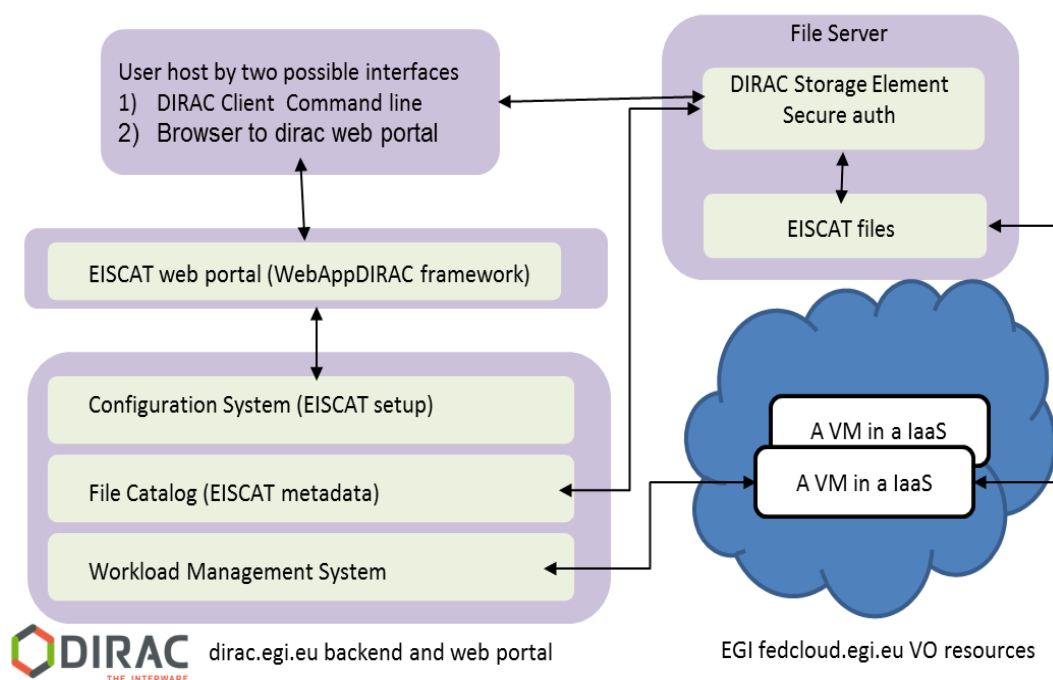 User host by two possible interfaces
1) DIRAC Client Command line
2) Browser to dirac web portal
File Server
DIRAC Storage Element
Secure auth
EISCAT files
EISCAT web portal (WebAppDIRAC framework)
Configuration System (EISCAT setup)
File Catalog (EISCAT metadata)
Workload Management System
A VM in a IaaS
A VM in a IaaS
DIRAC
THE INTERWARE
dirac.egi.eu backend and web portal
EGI fedcloud.egi.eu VO resources